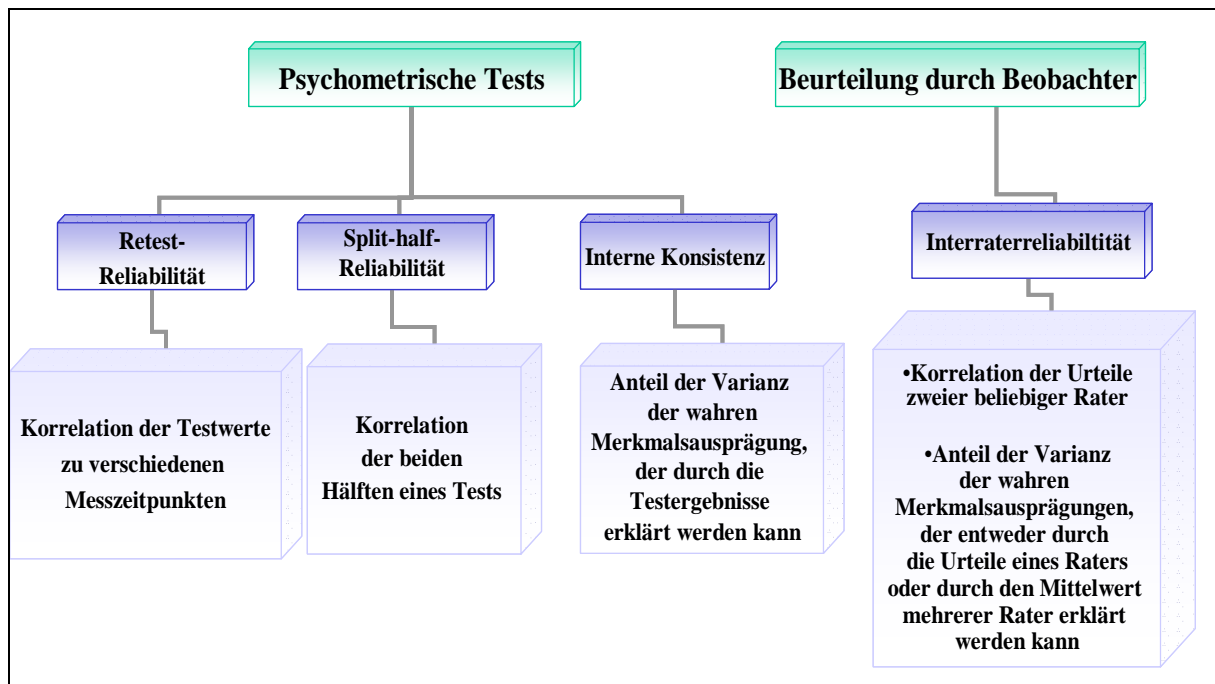 Psychometrische Tests
Beurteilung durch Beobachter
Retest-
Reliabilität
Split-half-
Reliabilität
Interne Konsistenz
Interraterreliabiltität
Korrelation der Testwerte
zu verschiedenen
Messzeitpunkten
Korrelation
der beiden
Hälften eines Tests
Anteil der Varianz
der wahren
Merkmalsausprägung,
der durch die
Testergebnisse
erklärt werden kann
•Korrelation der Urteile
zweier beliebiger Rater
•Anteil der Varianz
der wahren
Merkmalsausprägungen,
der entweder durch
die Urteile eines Raters
oder durch den Mittelwert
mehrerer Rater erklärt
werden kann